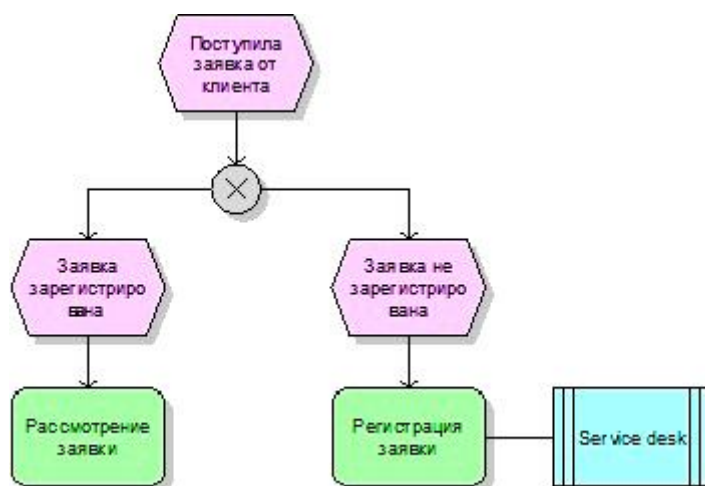 Поступила
заявка от
клиента
Заявка
зарегистриро
вана
Заявка не
зарегистриро
вана
Рассмотрение
заявки
Регистрация
заявки
Service desk